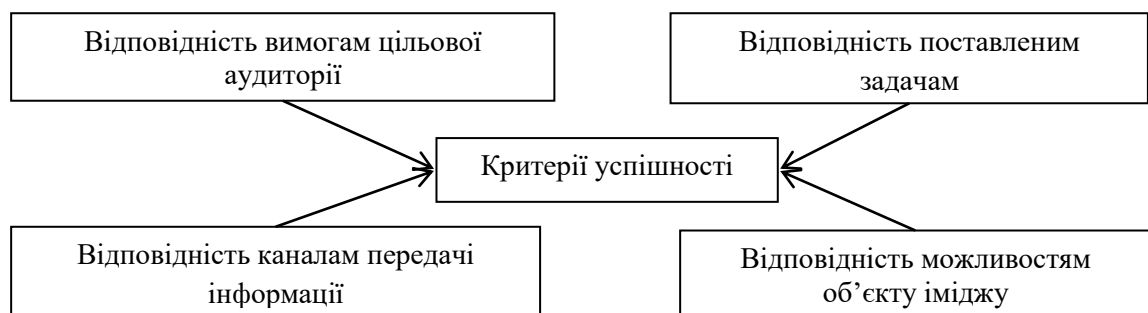 Відповідність вимогам цільової
аудиторії
Відповідність поставленим
задачам
Критерії успішності
Відповідність каналам передачі
інформації
Відповідність можливостям
об’єкту іміджу